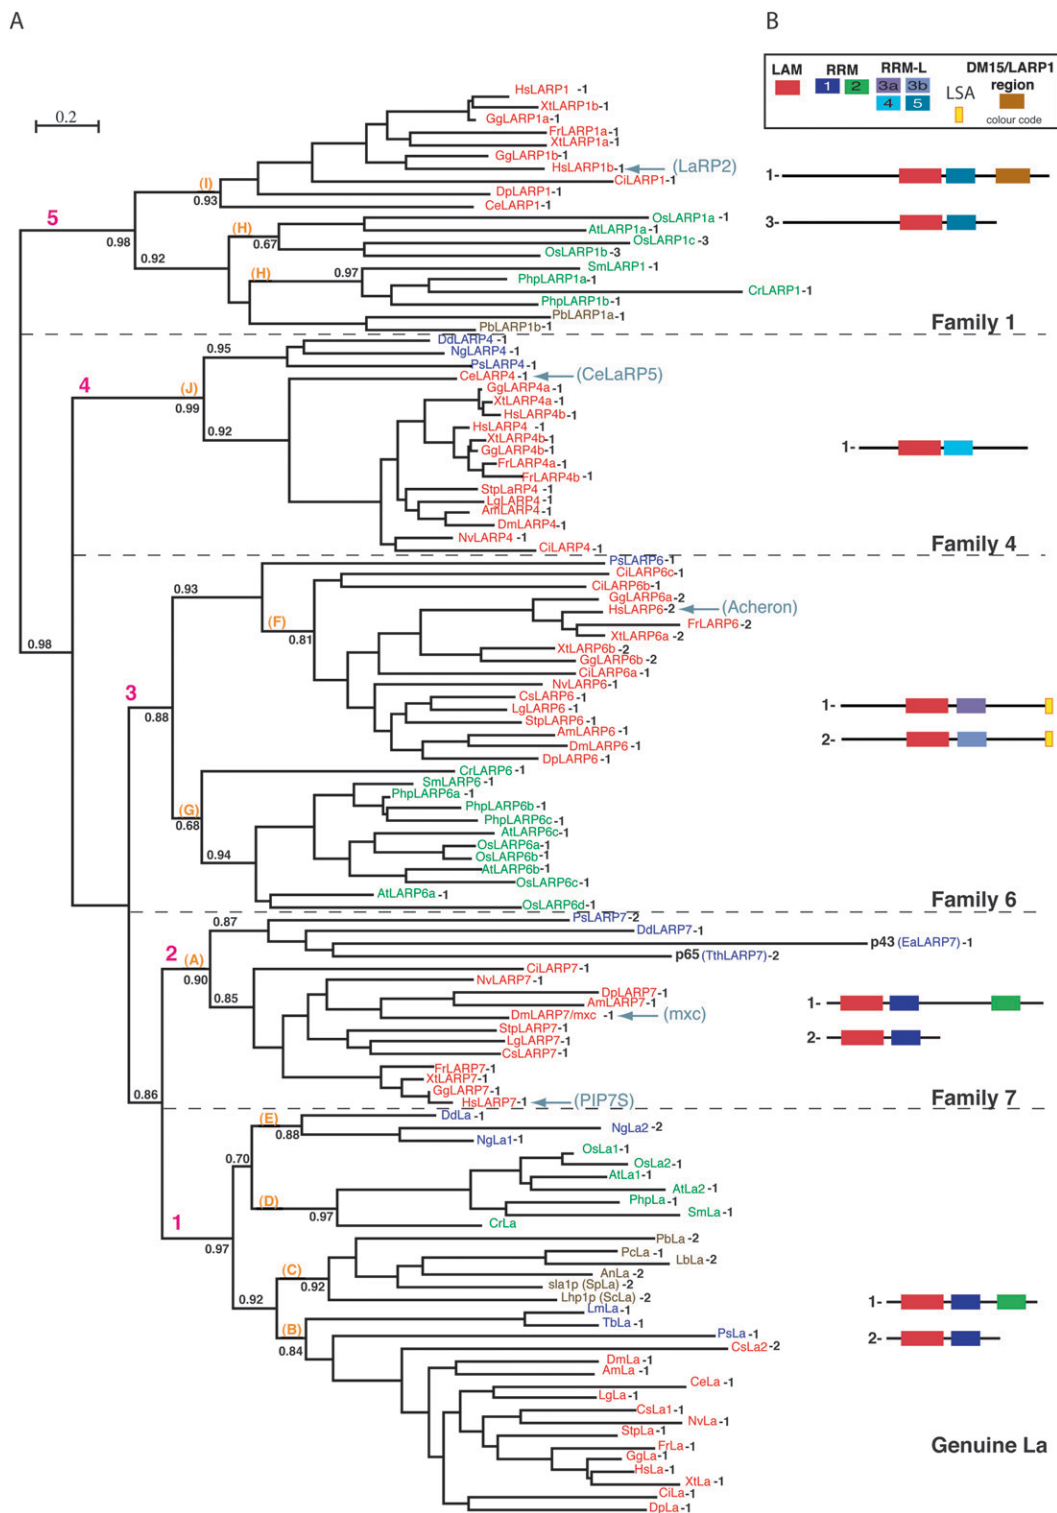 A
B
LAM RRM RRM-L DM15/LARP1
region
1 2 3a 3b
4 5
LSA
colour code
0.2
HsLARP1 -1
XtLARP1b-1
GgLARP1a-1
FrLARP1a-1
XtLARP1a-1
GgLARP1b-1
HsLARP1b-1 (LaRP2)
CiLARP1-1
(I)
0.93
DpLARP1-1
CeLARP1-1
5
0.98
OsLARP1a-1
(H)
0.67
AtLARP1a-1
OsLARP1c-3
OsLARP1b-3
0.92
SmLARP1 -1
(H)
0.97
PhpLARP1a-1
CrLARP1-1
PhpLARP1b-1
PbLARP1a-1
PbLARP1b-1
1-
3-
Family 1
DdLARP4 -1
NgLARP4-1
0.95
PsLARP4-1
CeLARP4-1 (CeLaRP5)
4
(J)
0.99
GgLARP4a-1
XtLARP4a-1
HsLARP4b-1
HsLARP4 -1
0.92
XtLARP4b-1
GgLARP4b-1
FrLARP4a-1
FrLARP4b-1
StpLaRP4 -1
LgLARP4-1
AmLARP4-1
DmLARP4-1
NvLARP4-1
CiLARP4-1
1-
Family 4
PsLARP6-1
CiLARP6c-1
0.93
CiLARP6b-1
GgLARP6a-2
HsLARP6-2 (Acheron)
(F)
0.81
FrLARP6-2
XtLARP6a-2
0.98
XtLARP6b-2
GgLARP6b-2
CiLARP6a-1
NvLARP6-1
3
0.88
CsLARP6-1
LgLARP6-1
StpLARP6-1
AmLARP6-1
DmLARP6-1
DpLARP6-1
CrLARP6-1
SmLARP6 -1
PhpLARP6a-1
PhpLARP6b-1
(G)
0.68
PhpLARP6c-1
AtLARP6c-1
OsLARP6a-1
0.94
OsLARP6b-1
AtLARP6b-1
OsLARP6c-1
AtLARP6a-1
OsLARP6d-1
1-
2-
Family 6
PsLARP7-2
0.87
DdLARP7-1
p43 (EaLARP7) -1
2
(A)
0.90
p65(TthLARP7)-2
CiLARP7-1
NvLARP7-1
0.85
DpLARP7-1
AmLARP7-1
DmLARP7/mxc -1 (mxc)
StpLARP7-1
LgLARP7-1
CsLARP7-1
FrLARP7-1
XtLARP7-1
GgLARP7-1
HsLARP7-1 (PIP7S)
0.86
1-
2-
Family 7
DdLa -1
(E)
0.88
NgLa2 -2
NgLa1-1
OsLa1-1
0.70
OsLa2-1
AtLa1-1
AtLa2-1
(D)
0.97
PhpLa-1
SmLa-1
CrLa
1
0.97
PbLa -2
PcLa -1
LbLa -2
(C)
0.92
AnLa -2
sla1p (SpLa) -2
Lhp1p (ScLa) -2
0.92
LmLa-1
TbLa-1
(B)
0.84
PsLa -1
CsLa2-2
DmLa -1
AmLa -1
CeLa -1
LgLa-1
CsLa1-1
NvLa-1
StpLa-1
FrLa-1
GgLa-1
HsLa-1
XtLa-1
CiLa-1
DpLa-1
1-
2-
Genuine La